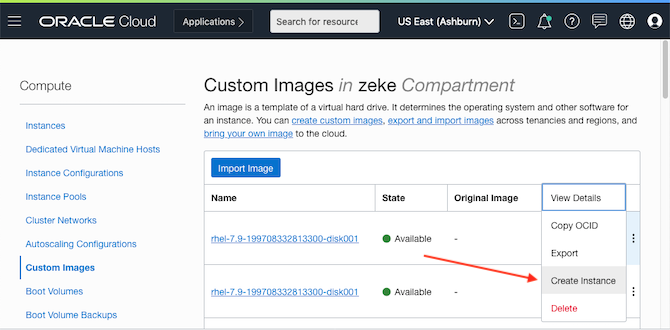 ORACLE Cloud
Applications >
Search for resource
US East (Ashburn)
Compute
Instances
Dedicated Virtual Machine Hosts
Instance Configurations
Instance Pools
Cluster Networks
Autoscaling Configurations
Custom Images
Boot Volumes
Boot Volume Backups
Custom Images in zeke Compartment
An image is a template of a virtual hard drive. It determines the operating system and other software for
an instance. You can create custom images, export and import images across tenancies and regions, and
bring your own image to the cloud.
Import Image
Name State Original Image
rhel-7.9-199708332813300-disk001 Available -
rhel-7.9-199708332813300-disk001 Available -
View Details
Copy OCID
Export
Create Instance
Delete